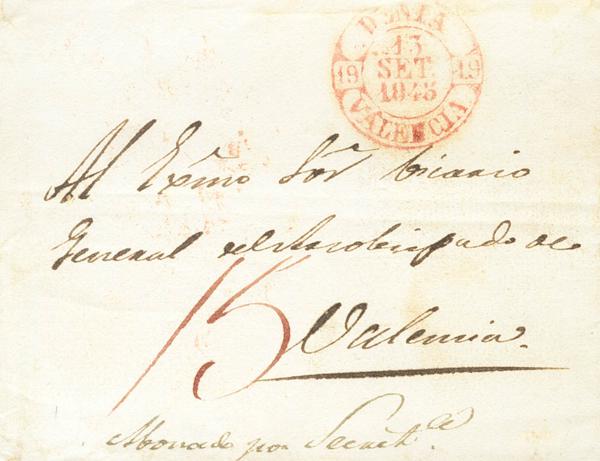 DENIA
13
SET.
1845
19 19
VALENCIA
Al Exmo Sor Vicario
General del Arzobispado de
15
Valencia.
Abonado por Secret.